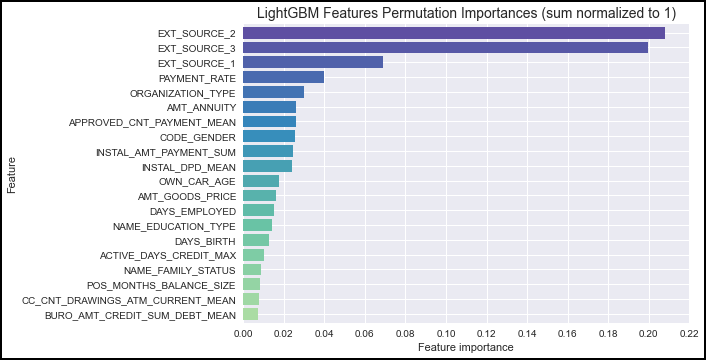 LightGBM Features Permutation Importances (sum normalized to 1)
Feature
EXT_SOURCE_2
EXT_SOURCE_3
EXT_SOURCE_1
PAYMENT_RATE
ORGANIZATION_TYPE
AMT_ANNUITY
APPROVED_CNT_PAYMENT_MEAN
CODE_GENDER
INSTAL_AMT_PAYMENT_SUM
INSTAL_DPD_MEAN
OWN_CAR_AGE
AMT_GOODS_PRICE
DAYS_EMPLOYED
NAME_EDUCATION_TYPE
DAYS_BIRTH
ACTIVE_DAYS_CREDIT_MAX
NAME_FAMILY_STATUS
POS_MONTHS_BALANCE_SIZE
CC_CNT_DRAWINGS_ATM_CURRENT_MEAN
BURO_AMT_CREDIT_SUM_DEBT_MEAN
0.00 0.02 0.04 0.06 0.08 0.10 0.12 0.14 0.16 0.18 0.20 0.22
Feature importance